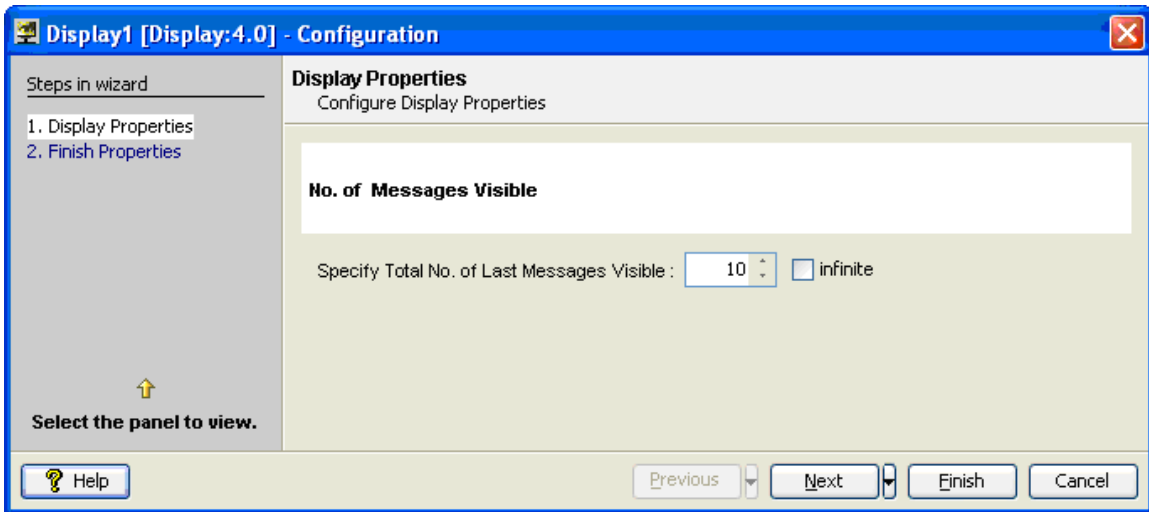 Display1 [Display:4.0] - Configuration
Steps in wizard
1. Display Properties
2. Finish Properties
Select the panel to view.
Display Properties
Configure Display Properties
No. of Messages Visible
Specify Total No. of Last Messages Visible : 10 infinite
Help
Previous Next Finish Cancel